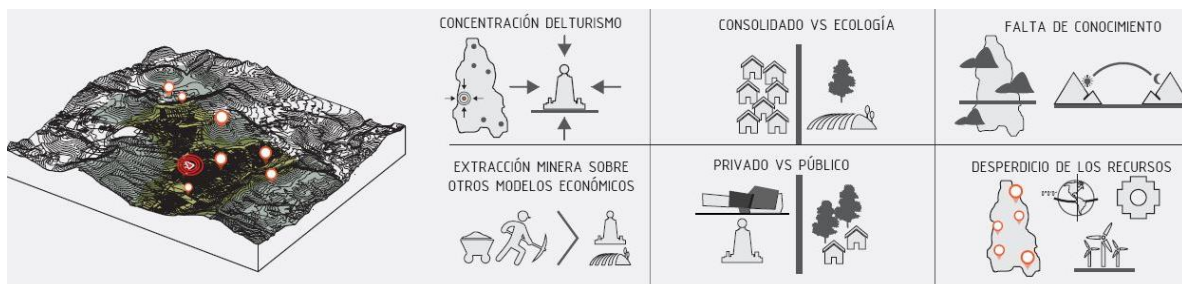 CONCENTRACIÓN DELTURISMO
CONSOLIDADO VS ECOLOGÍA
FALTA DE CONOCIMIENTO
EXTRACCIÓN MINERA SOBRE
OTROS MODELOS ECONÓMICOS
PRIVADO VS PÚBLICO
DESPERDICIO DE LOS RECURSOS